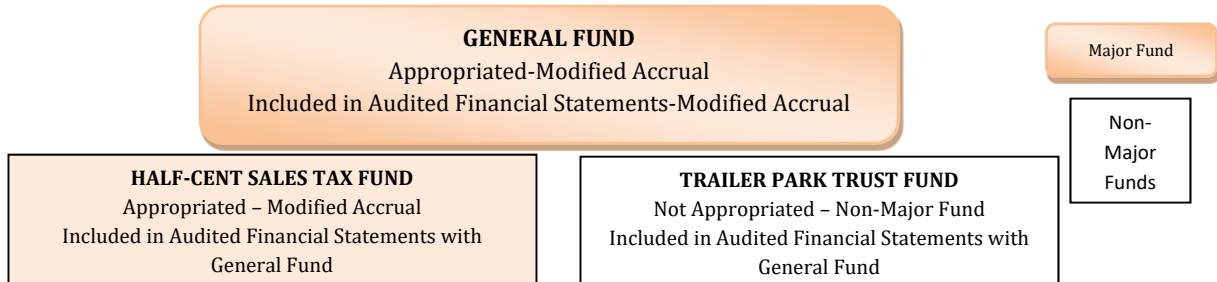 GENERAL FUND
Appropriated-Modified Accrual
Included in Audited Financial Statements-Modified Accrual
Major Fund
Non-
Major
Funds
HALF-CENT SALES TAX FUND
Appropriated – Modified Accrual
Included in Audited Financial Statements with
General Fund
TRAILER PARK TRUST FUND
Not Appropriated – Non-Major Fund
Included in Audited Financial Statements with
General Fund